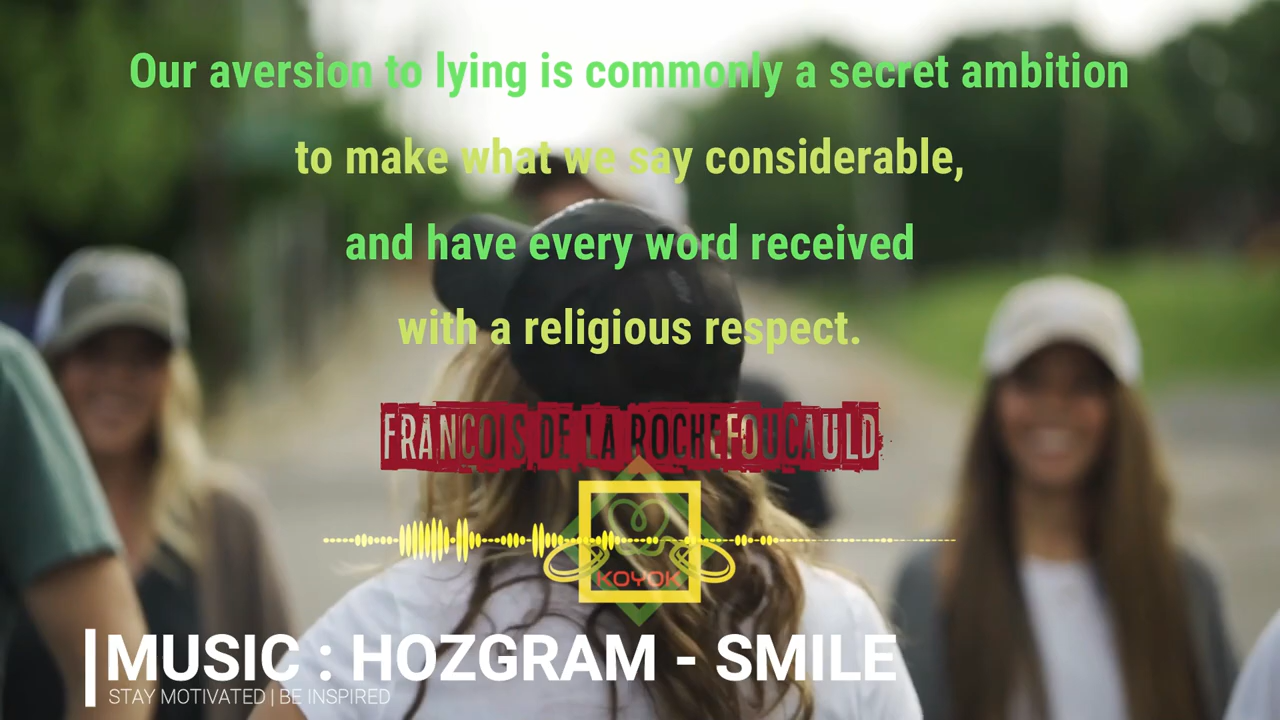 Our aversion to lying is commonly a secret ambition
to make what we say considerable,
and have every word received
with a religious respect.
FRANCOIS DE LA ROCHEFOUCAULD
KOYOK
MUSIC : HOZGRAM - SMILE
STAY MOTIVATED | BE INSPIRED